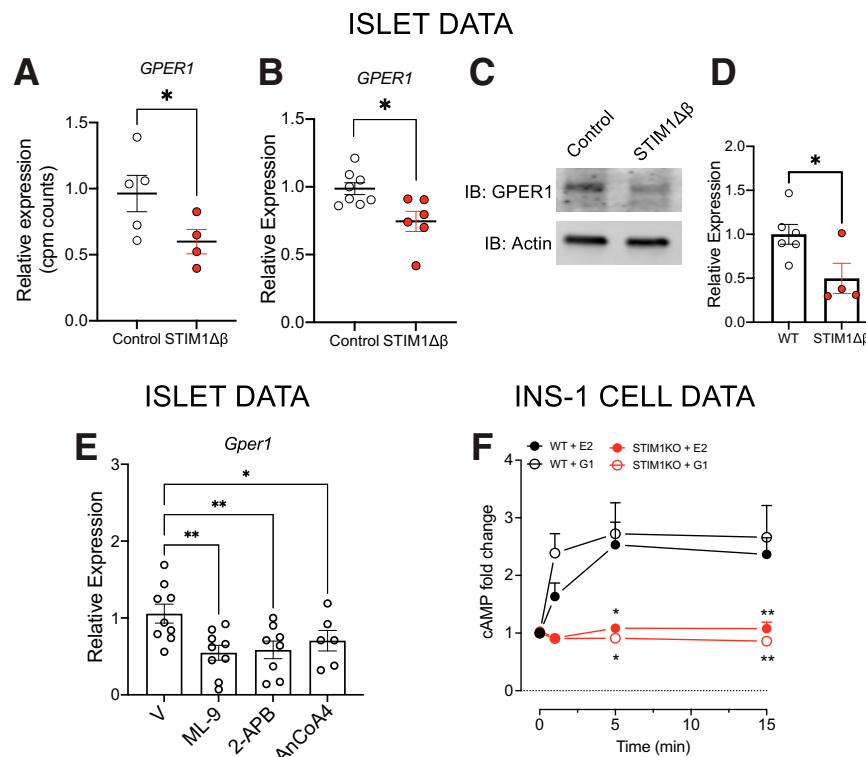 ISLET DATA
A
GPER1
*
Relative expression
(cpm counts)
1.5
1.0
0.5
0.0
Control STIM1Δβ
B
GPER1
*
Relative Expression
1.5
1.0
0.5
0.0
Control STIM1Δβ
C
Control
STIM1Δβ
IB: GPER1
IB: Actin
D
*
Relative Expression
2.0
1.5
1.0
0.5
0.0
WT
STIM1Δβ
ISLET DATA
E
Gper1
*
**
**
Relative Expression
3
2
1
0
V
ML-9
2-APB
AnCoA4
INS-1 CELL DATA
F
WT + E2
STIM1KO + E2
WT + G1
STIM1KO + G1
cAMP fold change
4
3
2
1
0
*
**
*
**
0
5
10
15
Time (min)